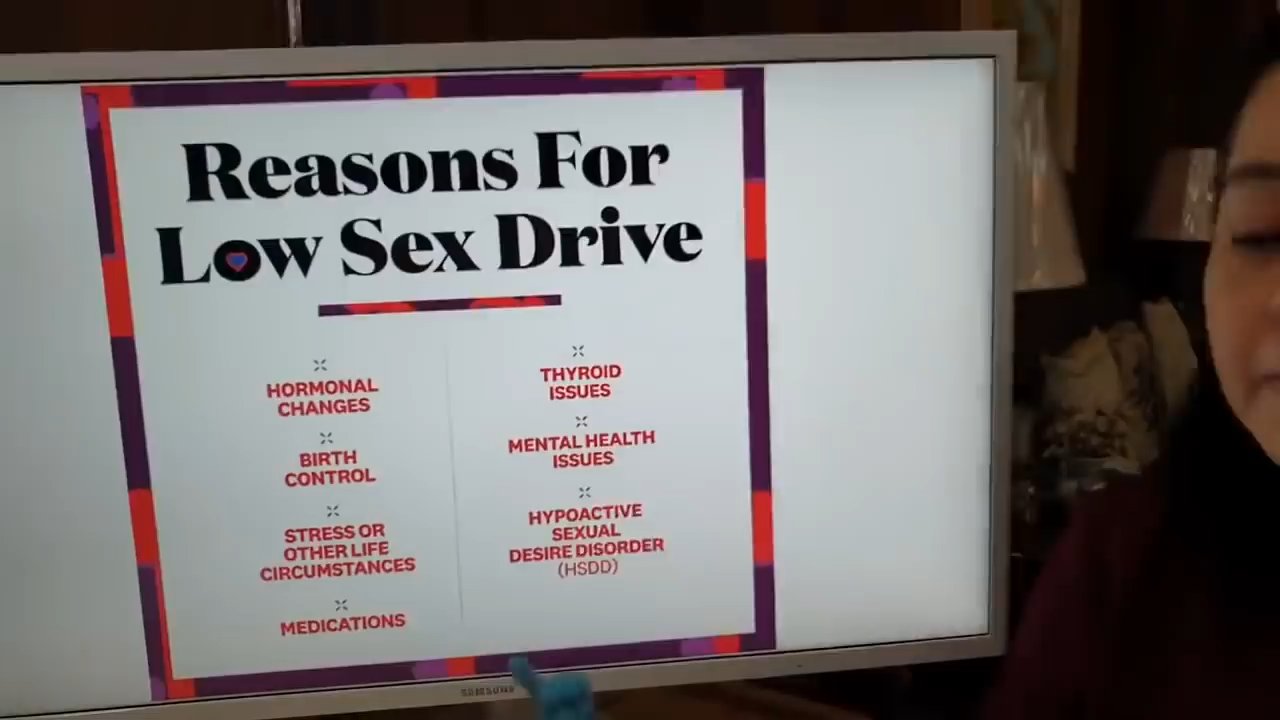 Reasons For
Low Sex Drive
HORMONAL
CHANGES
BIRTH
CONTROL
STRESS OR
OTHER LIFE
CIRCUMSTANCES
MEDICATIONS
THYROID
ISSUES
MENTAL HEALTH
ISSUES
HYPOACTIVE
SEXUAL
DESIRE DISORDER
(HSDD)
SAMSUNG